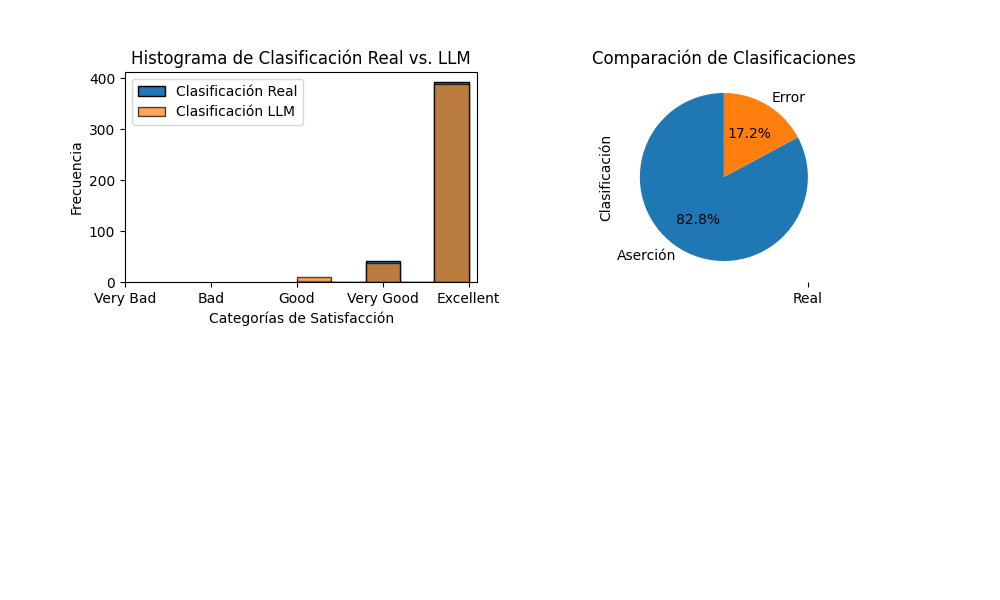 Histograma de Clasificación Real vs. LLM
Clasificación Real
Clasificación LLM
400
300
200
100
0
Frecuencia
Very Bad
Bad
Good
Very Good
Excellent
Categorías de Satisfacción
Comparación de Clasificaciones
Error
17.2%
82.8%
Aserción
Clasificación
Real